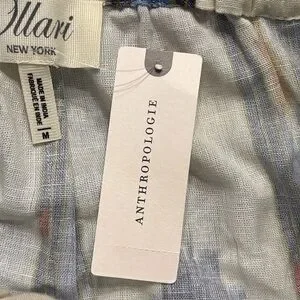 Ollari
NEW YORK
MADE IN INDIA
FABRIQUÉ EN INDE
M
ANTHROPOLOGIE